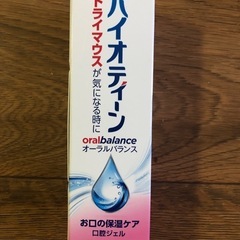 バイオティーン
ドライマウスが気になる時に
oralbalance
オーラルバランス
お口の保湿ケア
口腔ジェル